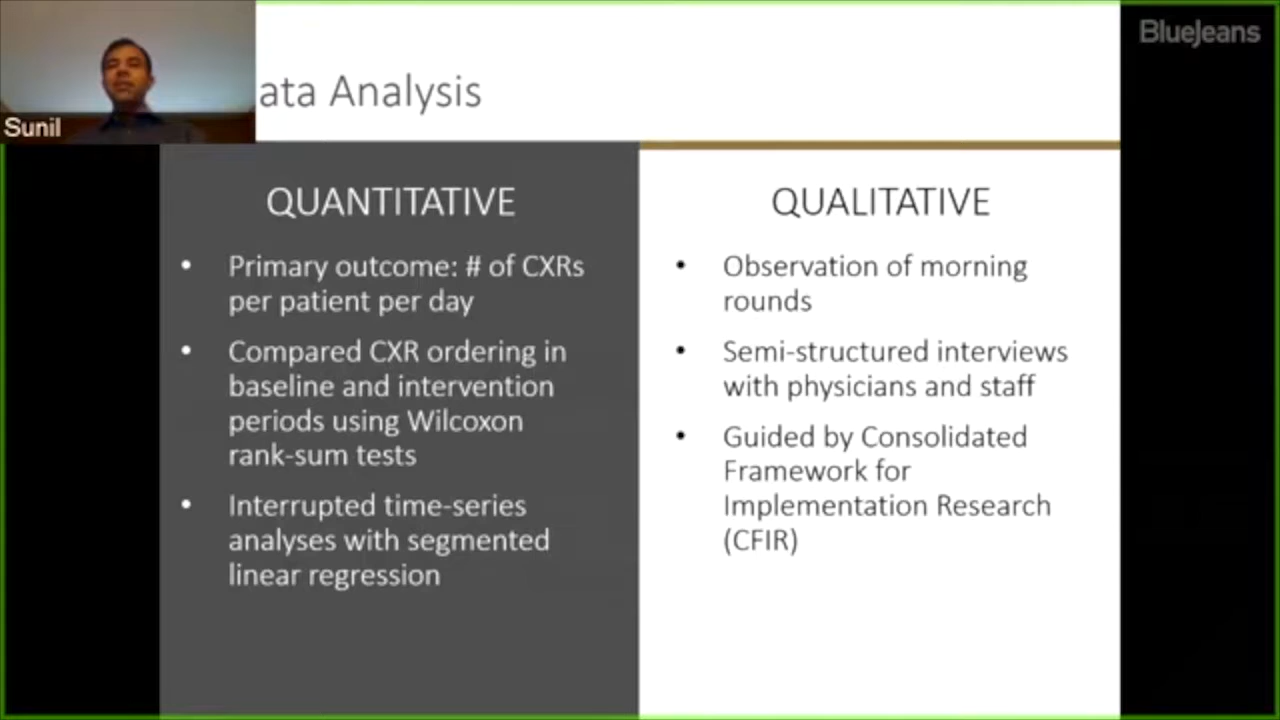 BlueJeans
Sunil
ata Analysis
QUANTITATIVE
• Primary outcome: # of CXRs
per patient per day
• Compared CXR ordering in
baseline and intervention
periods using Wilcoxon
rank-sum tests
• Interrupted time-series
analyses with segmented
linear regression
QUALITATIVE
• Observation of morning
rounds
• Semi-structured interviews
with physicians and staff
• Guided by Consolidated
Framework for
Implementation Research
(CFIR)